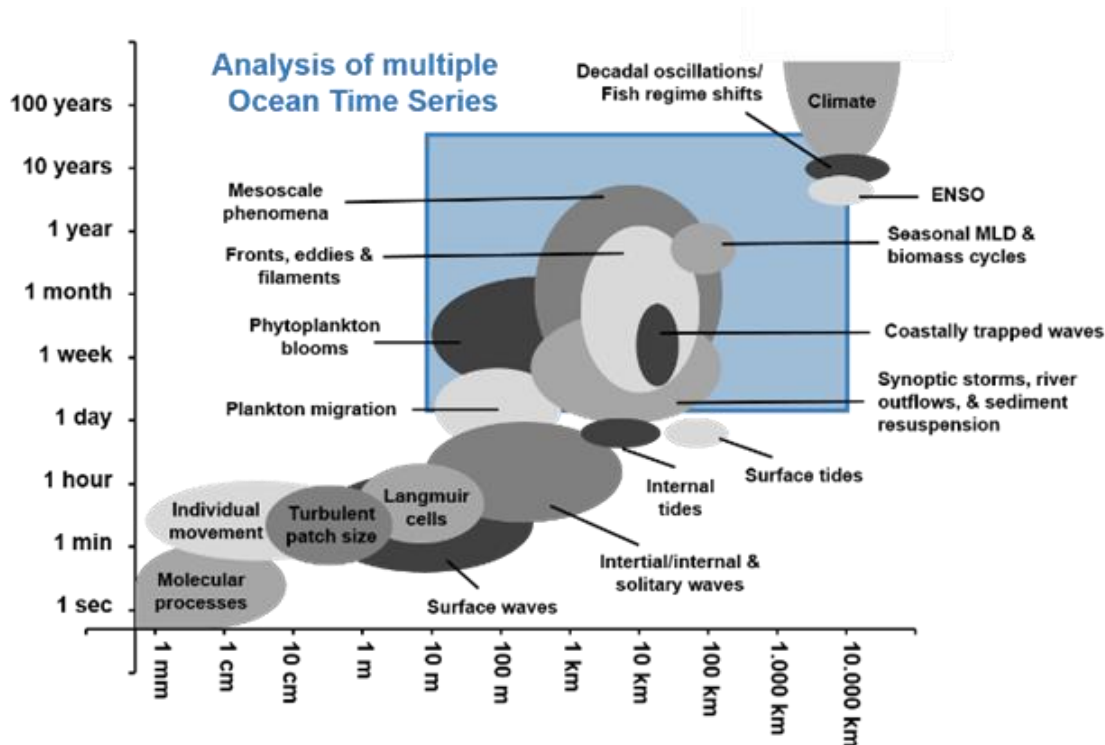 Analysis of multiple
Ocean Time Series
Decadal oscillations/
Fish regime shifts
Climate
100 years
10 years
1 year
1 month
1 week
1 day
1 hour
1 min
1 sec
Mesoscale
phenomena
Fronts, eddies &
filaments
Phytoplankton
blooms
Plankton migration
ENSO
Seasonal MLD &
biomass cycles
Coastally trapped waves
Synoptic storms, river
outflows, & sediment
resuspension
Surface tides
Internal
tides
Intertial/internal &
solitary waves
Surface waves
Langmuir
cells
Turbulent
patch size
Individual
movement
Molecular
processes
1 mm
1 cm
10 cm
1 m
10 m
100 m
1 km
10 km
100 km
1.000 km
10.000 km